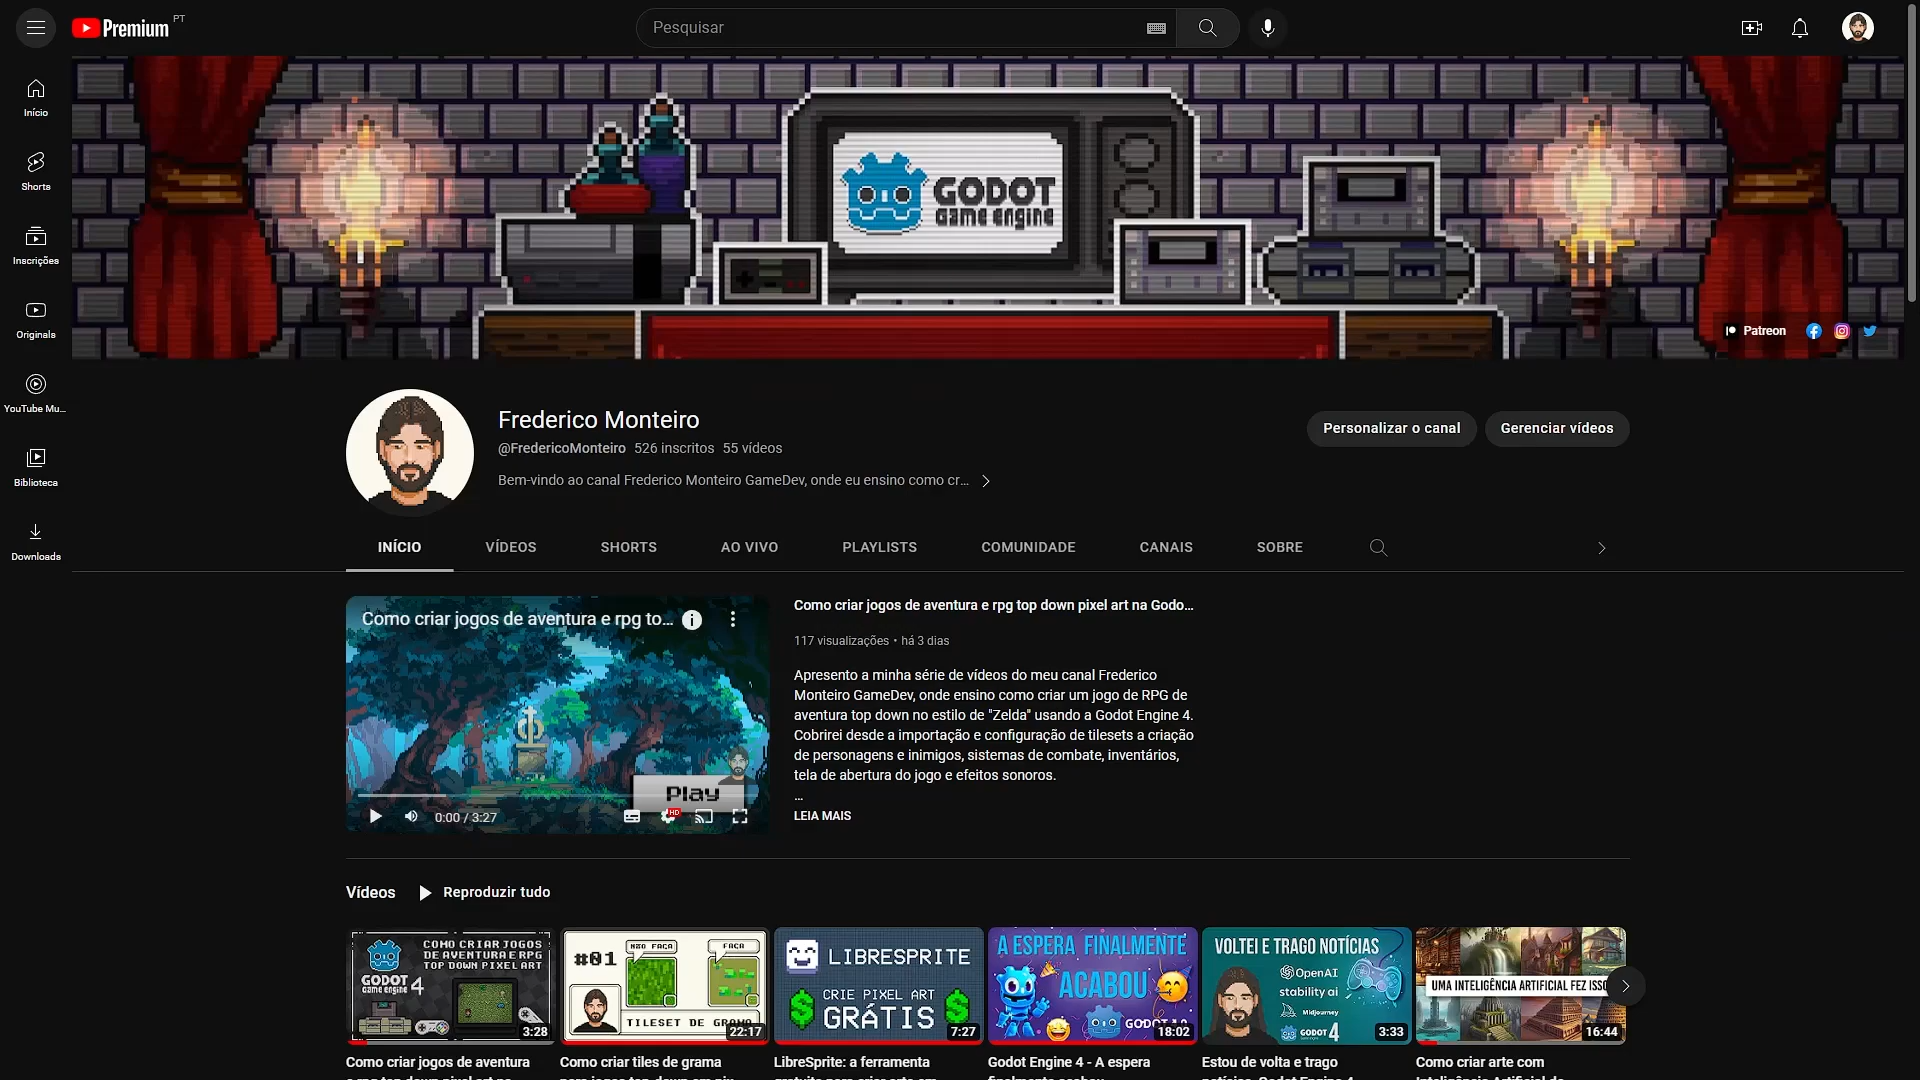 Premium PT
Pesquisar
Início
Shorts
Inscrições
Originals
YouTube Mu...
Biblioteca
Downloads
GODOT
Game engine
Patreon
Frederico Monteiro
@FredericoMonteiro 526 inscritos 55 vídeos
Bem-vindo ao canal Frederico Monteiro GameDev, onde eu ensino como cr...
Personalizar o canal
Gerenciar vídeos
INÍCIO VÍDEOS SHORTS AO VIVO PLAYLISTS COMUNIDADE CANAIS SOBRE
Como criar jogos de aventura e rpg to...
Play
HD
0:00 / 3:27
Como criar jogos de aventura e rpg top down pixel art na Godo...
117 visualizações • há 3 dias
Apresento a minha série de vídeos do meu canal Frederico
Monteiro GameDev, onde ensino como criar um jogo de RPG de
aventura top down no estilo de "Zelda" usando a Godot Engine 4.
Cobrirei desde a importação e configuração de tilesets a criação
de personagens e inimigos, sistemas de combate, inventários,
tela de abertura do jogo e efeitos sonoros.
...
LEIA MAIS
Vídeos
Reproduzir tudo
COMO CRIAR JOGOS
DE AVENTURA E RPG
TOP DOWN PIXEL ART
GODOT
Game engine 4
3:28
Como criar jogos de aventura
#01
NÃO FAÇA
FAÇA
TILESET DE GRAMA
22:17
Como criar tiles de grama
LIBRESPRITE
CRIE PIXEL ART
GRÁTIS
7:27
LibreSprite: a ferramenta
A ESPERA FINALMENTE
ACABOU
18:02
Godot Engine 4 - A espera
VOLTEI E TRAGO NOTÍCIAS
OpenAI
stability ai
Midjourney
GODOT 4
3:33
Estou de volta e trago
UMA INTELIGÊNCIA ARTIFICIAL FEZ ISSO
16:44
Como criar arte com